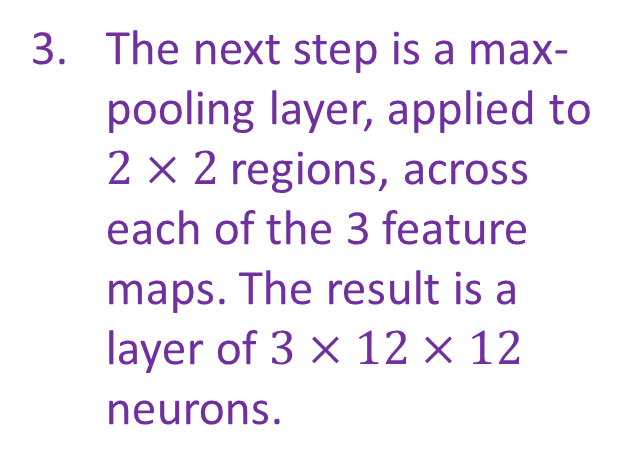 3. The next step is a max-
pooling layer, applied to
2 × 2 regions, across
each of the 3 feature
maps. The result is a
layer of 3 × 12 × 12
neurons.